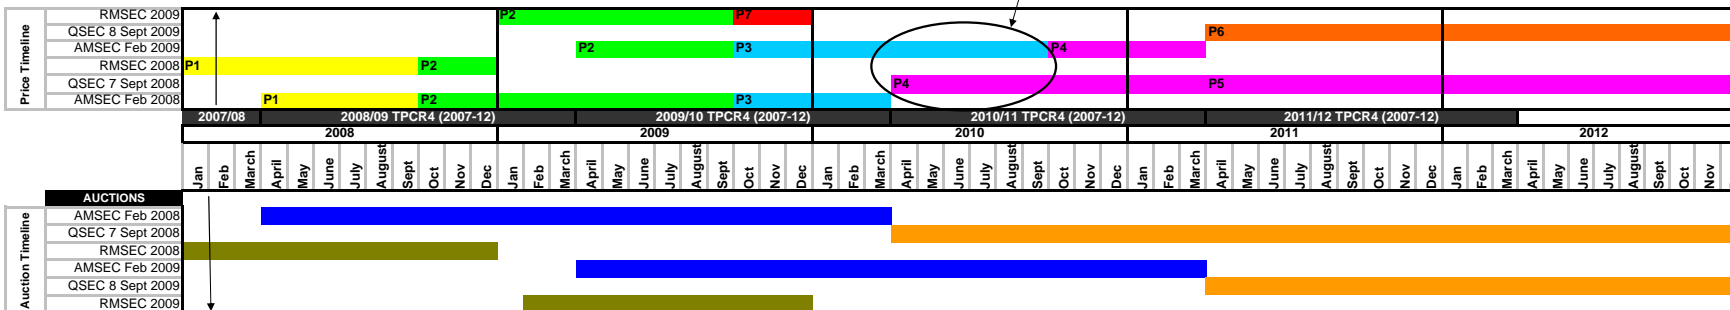 Price Timeline
RMSEC 2009 P2 P7
QSEC 8 Sept 2009 P6
AMSEC Feb 2009 P2 P3 P4
RMSEC 2008 P1 P2
QSEC 7 Sept 2008 P4 P5
AMSEC Feb 2008 P1 P2 P3
2007/08 2008/09 TPCR4 (2007-12) 2009/10 TPCR4 (2007-12) 2010/11 TPCR4 (2007-12) 2011/12 TPCR4 (2007-12)
2008 2009 2010 2011 2012
Jan Feb March April May June July August Sept Oct Nov Dec Jan Feb March April May June July August Sept Oct Nov Dec Jan Feb March April May June July August Sept Oct Nov Dec Jan Feb March April May June July August Sept Oct Nov Dec Jan Feb March April May June July August Sept Oct Nov
AUCTIONS
Auction Timeline
AMSEC Feb 2008
QSEC 7 Sept 2008
RMSEC 2008
AMSEC Feb 2009
QSEC 8 Sept 2009
RMSEC 2009